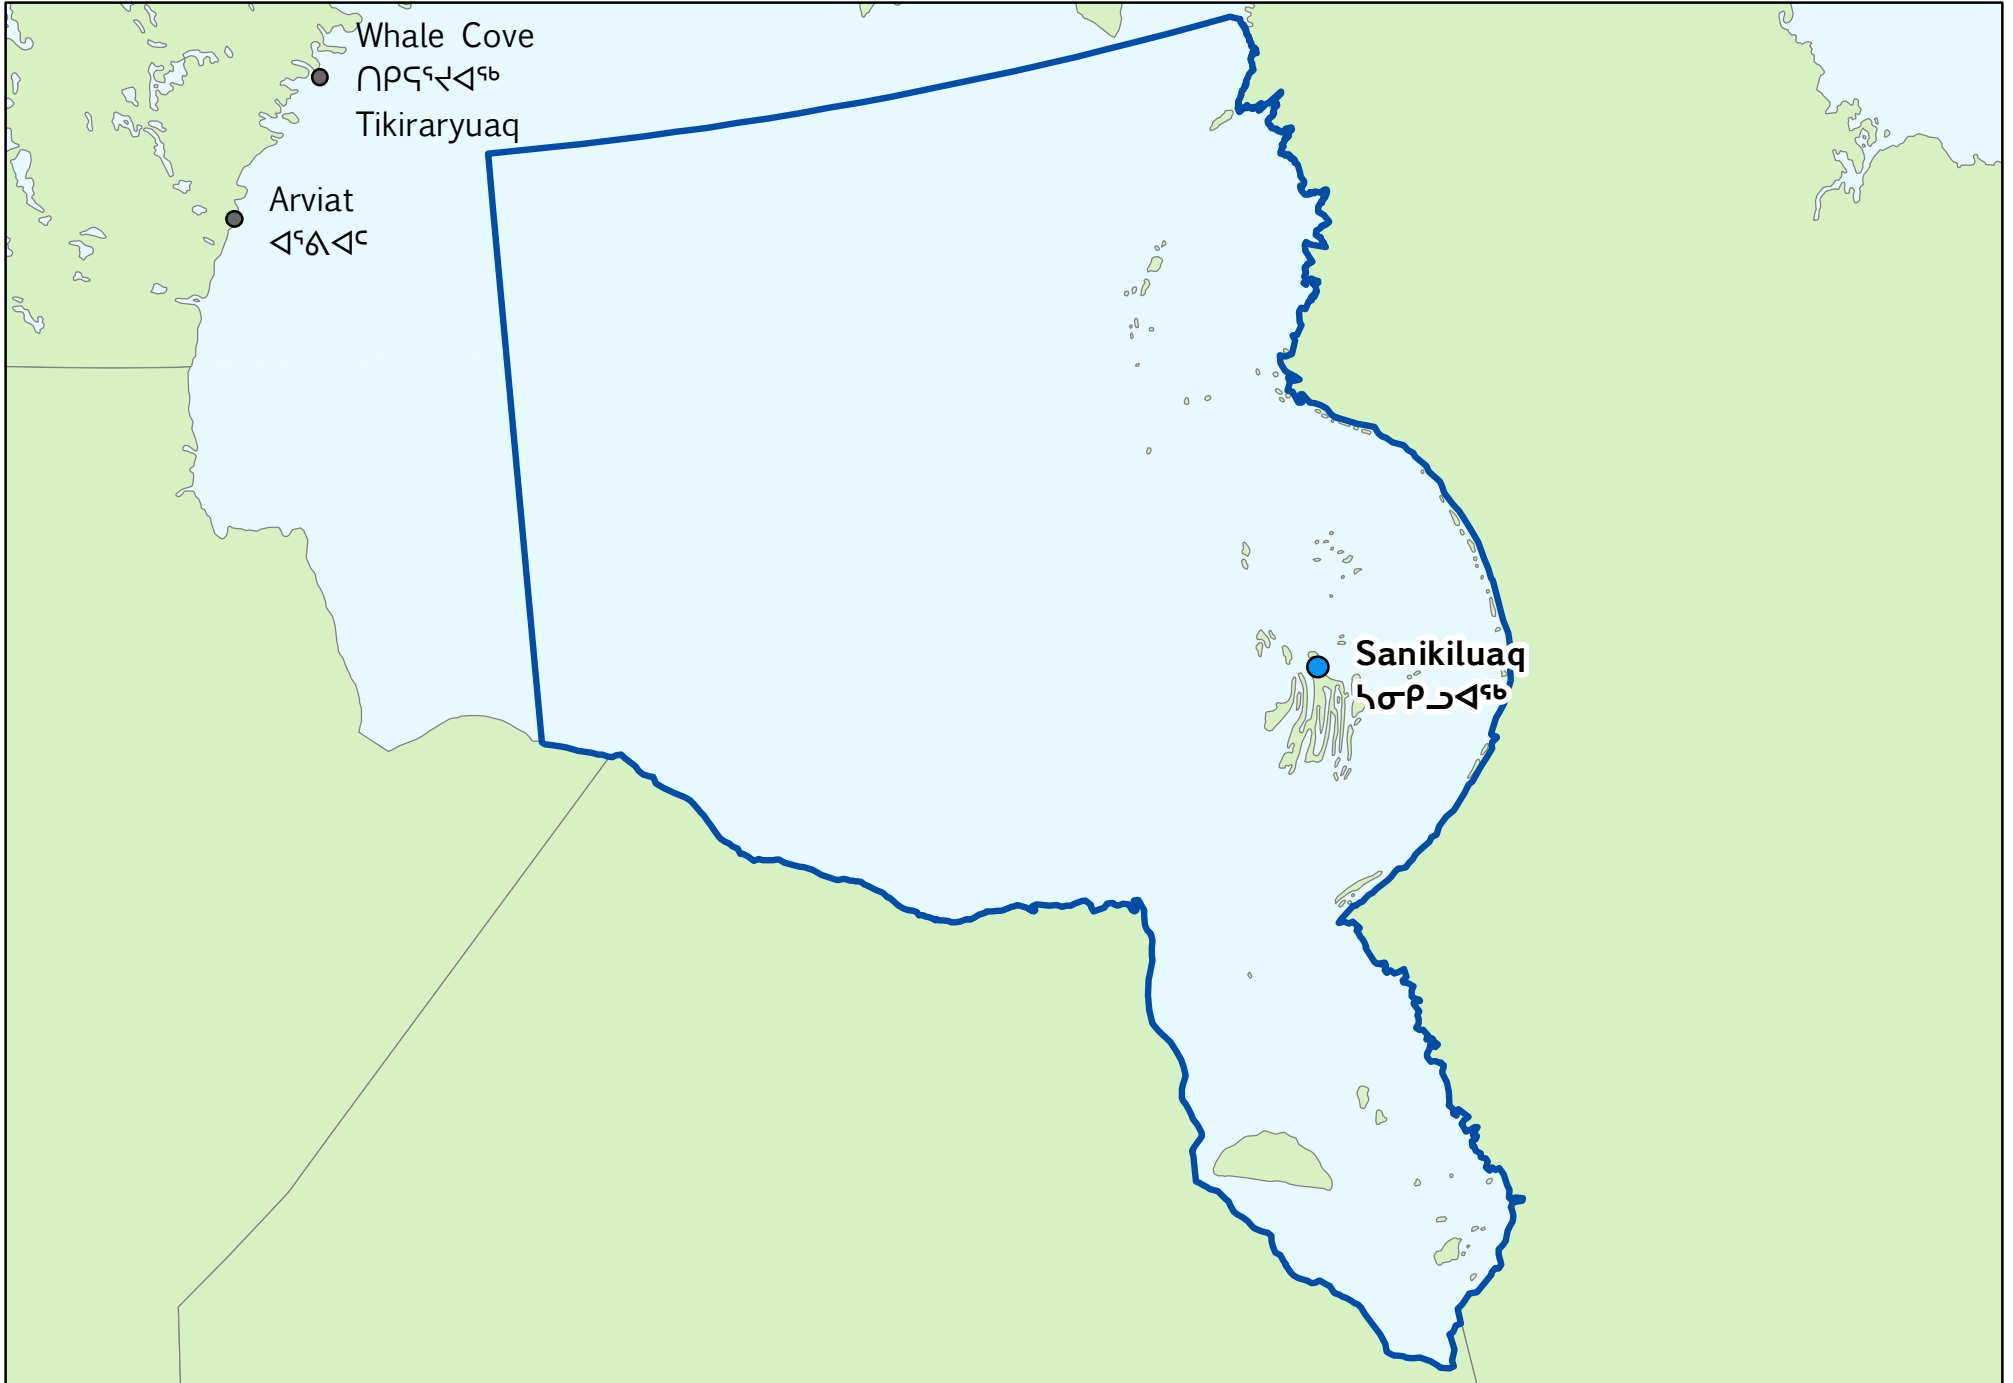 Whale Cove
ᑎᑭᕋᕐᔪᐊᖅ
Tikiraryuaq
Arviat
ᐊᕐᕕᐊᑦ
Sanikiluaq
ᓴᓂᑭᓗᐊᖅ